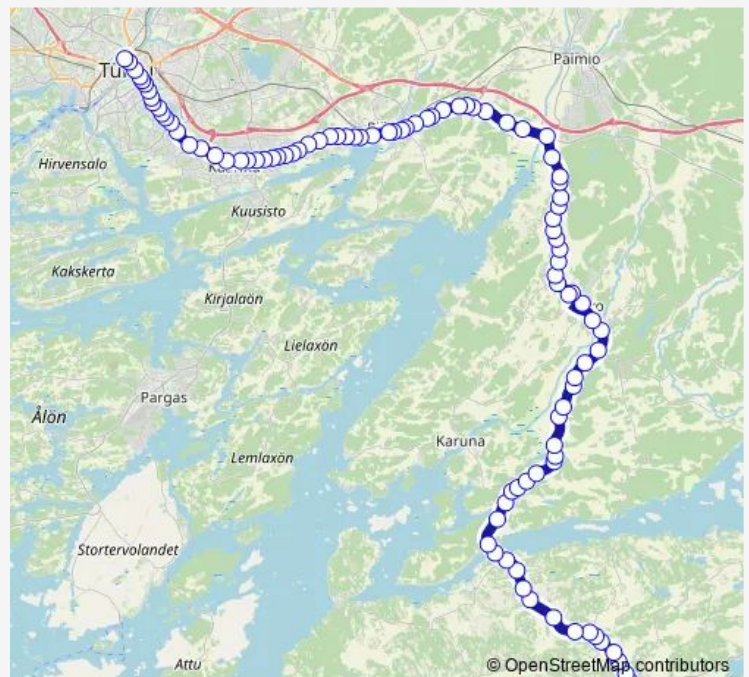 Paimio
Hirvensalo
Kuusisto
Kakskerta
Kirjalaön
Lielaxön
Pargas
Ålön
Karuna
Lemlaxön
Stortervolandet
Attu
© OpenStreetMap contributors